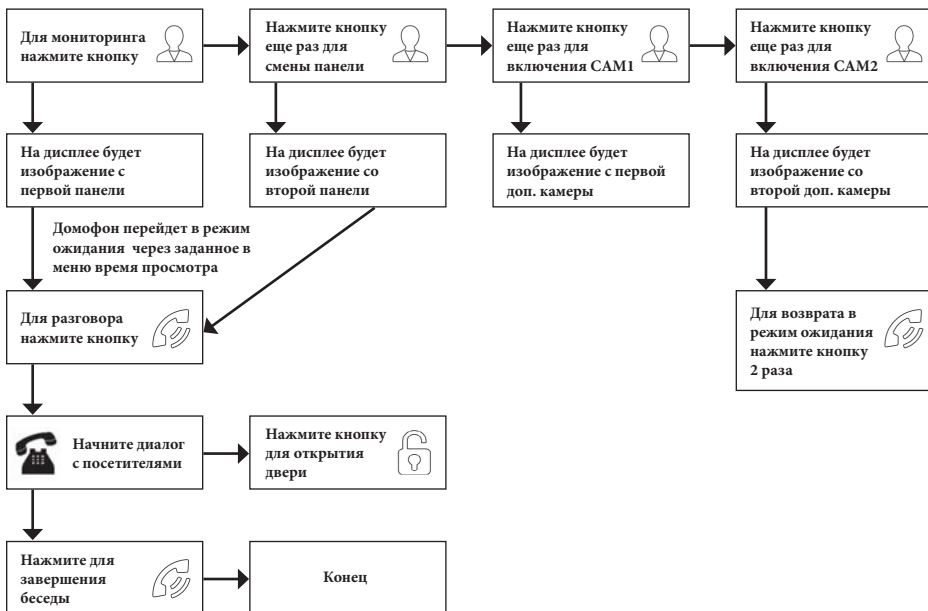 Для мониторинга
нажмите кнопку
Нажмите кнопку
еще раз для
смены панели
Нажмите кнопку
еще раз для
включения CAM1
Нажмите кнопку
еще раз для
включения CAM2
На дисплее будет
изображение с
первой панели
На дисплее будет
изображение со
второй панели
На дисплее будет
изображение с первой
доп. камеры
На дисплее будет
изображение со
второй доп. камеры
Домофон перейдет в режим
ожидания через заданное в
меню время просмотра
Для разговора
нажмите кнопку
Для возврата в
режим ожидания
нажмите кнопку
2 раза
Начните диалог
с посетителями
Нажмите кнопку
для открытия
двери
Нажмите для
завершения
беседы
Конец